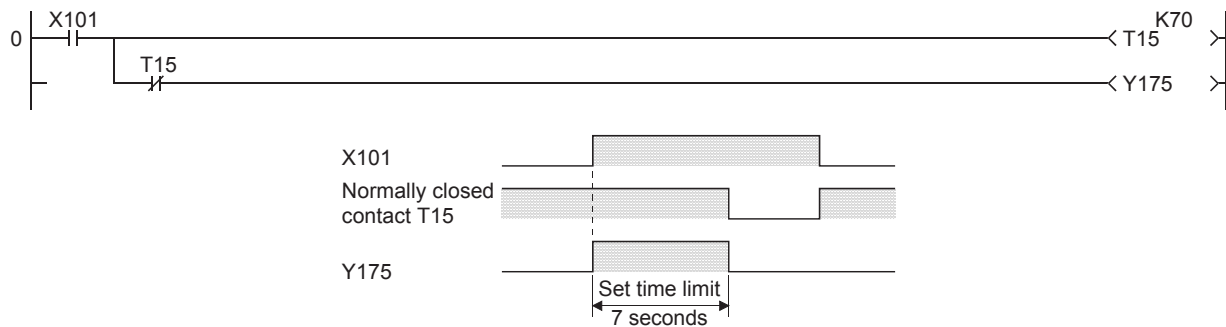 X101 K70
0 T15
T15
Y175
X101
Normally closed
contact T15
Y175
Set time limit
7 seconds